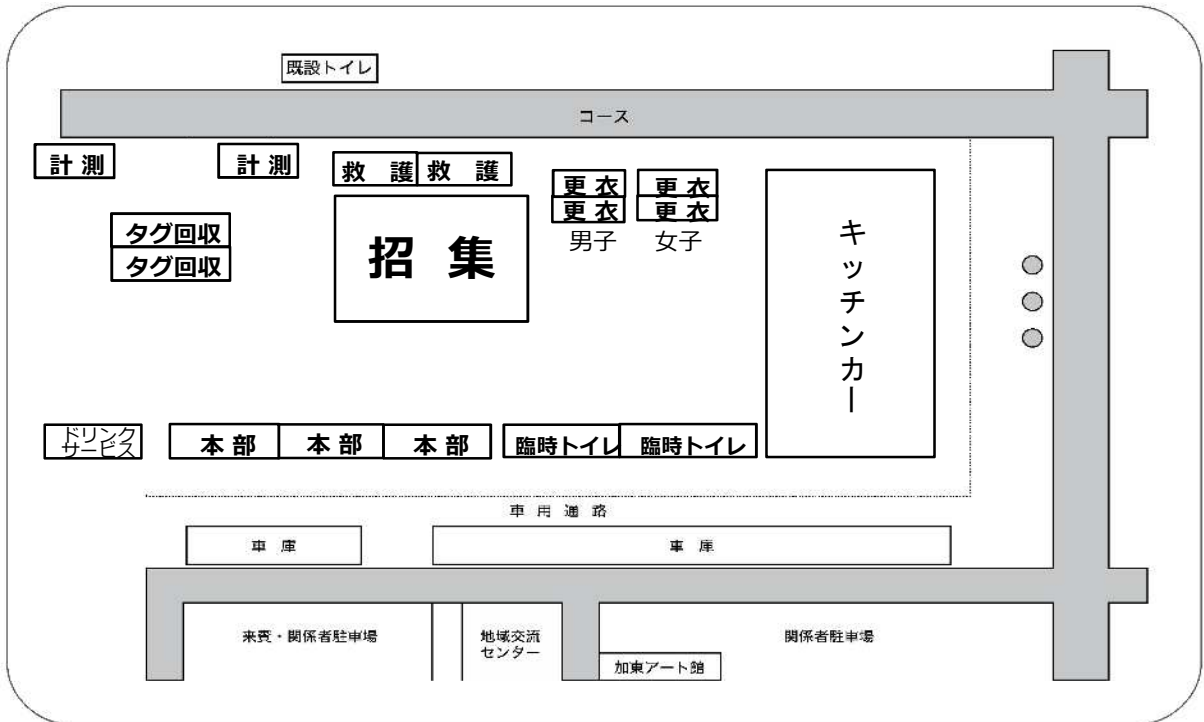 既設トイレ
コース
計測
計測
救護
救護
更衣
更衣
更衣
更衣
男子
女子
タグ回収
タグ回収
招集
キッチンカー
ドリンク
サービス
本部
本部
本部
臨時トイレ
臨時トイレ
車用通路
車庫
車庫
来賓・関係者駐車場
地域交流
センター
関係者駐車場
加東アート館